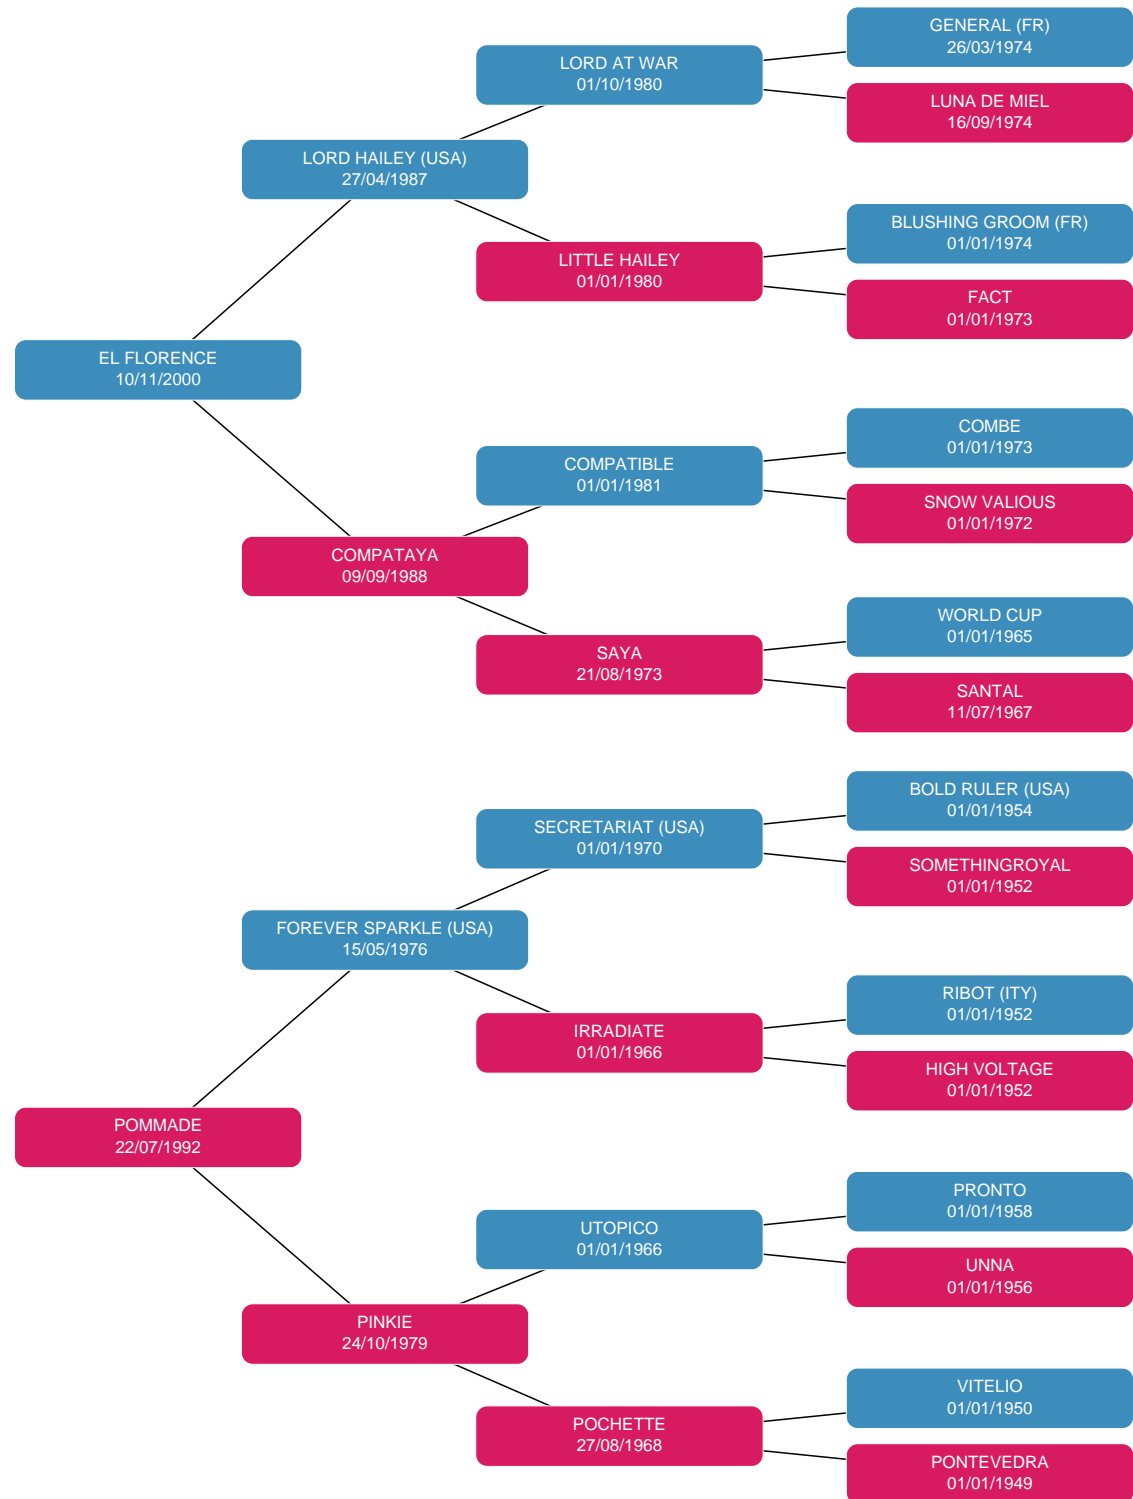 GENERAL (FR)
26/03/1974
LORD AT WAR
01/10/1980
LUNA DE MIEL
16/09/1974
LORD HAILEY (USA)
27/04/1987
BLUSHING GROOM (FR)
01/01/1974
LITTLE HAILEY
01/01/1980
FACT
01/01/1973
EL FLORENCE
10/11/2000
COMBE
01/01/1973
COMPATIBLE
01/01/1981
SNOW VALIOUS
01/01/1972
COMPATAYA
09/09/1988
WORLD CUP
01/01/1965
SAYA
21/08/1973
SANTAL
11/07/1967
BOLD RULER (USA)
01/01/1954
SECRETARIAT (USA)
01/01/1970
SOMETHINGROYAL
01/01/1952
FOREVER SPARKLE (USA)
15/05/1976
RIBOT (ITY)
01/01/1952
IRRADIATE
01/01/1966
HIGH VOLTAGE
01/01/1952
POMMADE
22/07/1992
PRONTO
01/01/1958
UTOPICO
01/01/1966
UNNA
01/01/1956
PINKIE
24/10/1979
VITELIO
01/01/1950
POCHETTE
27/08/1968
PONTEVEDRA
01/01/1949